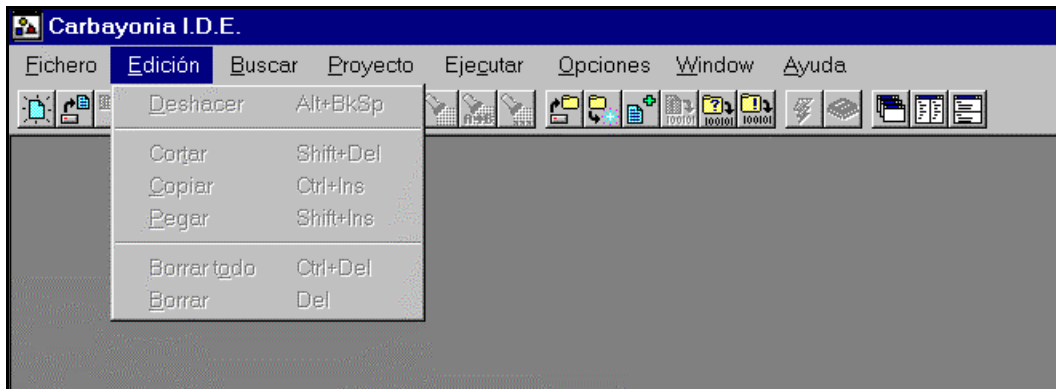 Carbayonia I.D.E.
Fichero Edición Buscar Proyecto Ejecutar Opciones Window Ayuda
Deshacer Alt+BkSp
Cortar Shift+Del
Copiar Ctrl+Ins
Pegar Shift+Ins
Borrar todo Ctrl+Del
Borrar Del